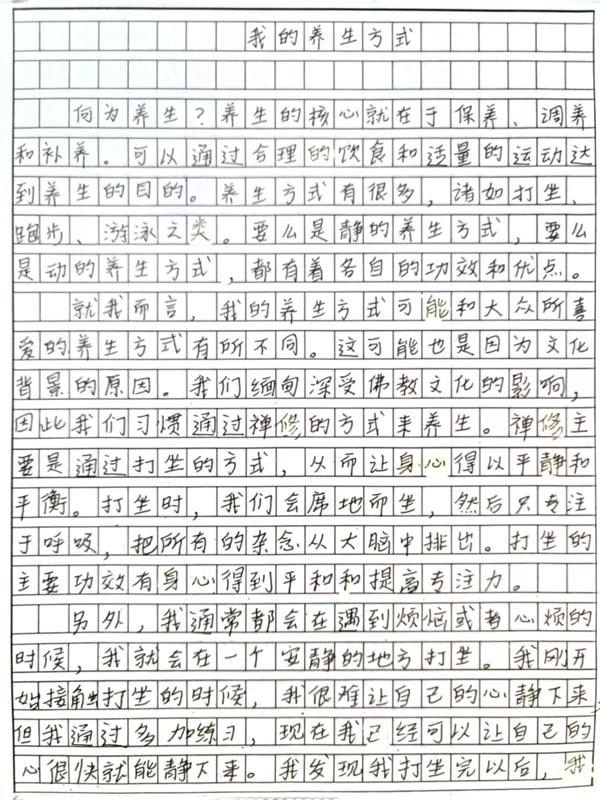 我的养生方式
何为养生？养生的核心就在于保养、调养
和补养。可以通过合理的饮食和适量的运动达
到养生的目的。养生方式有很多，诸如打坐、
跑步、游泳之类。要么是静的养生方式，要么
是动的养生方式，都有着各自的功效和优点。
就我而言，我的养生方式可能和大众所喜
爱的养生方式有所不同。这可能也是因为文化
背景的原因。我们缅甸深受佛教文化的影响，
因此我们习惯通过禅修的方式来养生。禅修主
要是通过打坐的方式，从而让身心得以平静和
平衡。打坐时，我们会席地而坐，然后只专注
于呼吸，把所有的杂念从大脑中排出。打坐的
主要功效有身心得到平和和提高专注力。
另外，我通常都会在遇到烦恼或者心烦的
时候，我就会在一个安静的地方打坐。我刚开
始接触打坐的时候，我很难让自己的心静下来，
但我通过多加练习，现在我已经可以让自己的
心很快就能静下来。我发现我打坐完以后，我